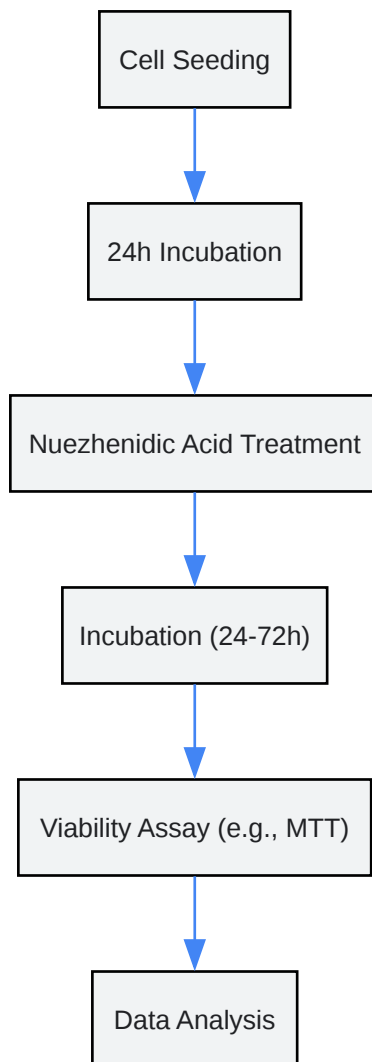 Cell Seeding
24h Incubation
Nuezhenidic Acid Treatment
Incubation (24-72h)
Viability Assay (e.g., MTT)
Data Analysis